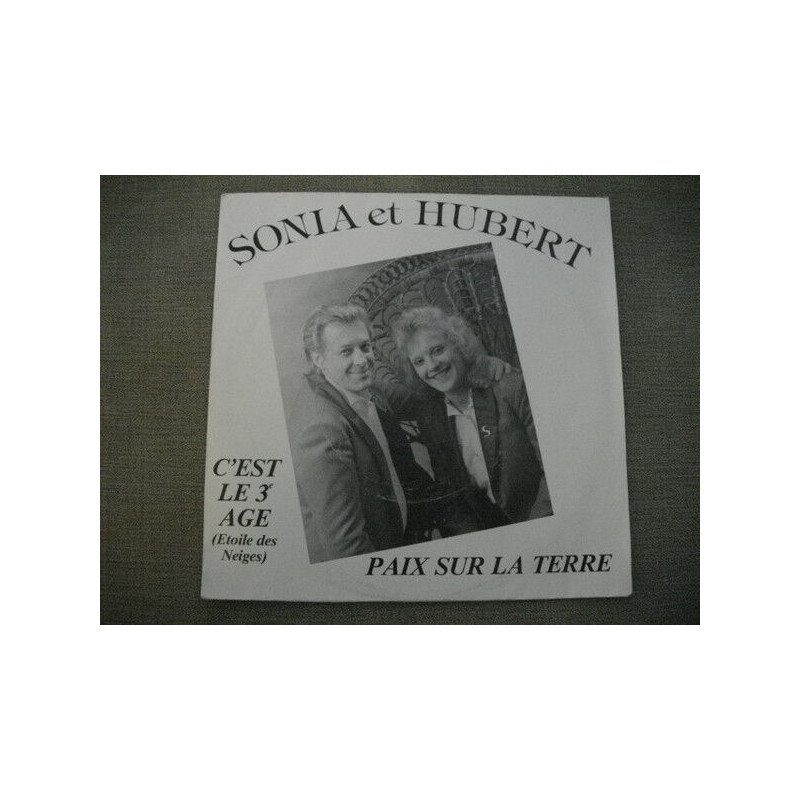 SONIA et HUBERT
C'EST
LE 3e
AGE
(Etoile des
Neiges)
PAIX SUR LA TERRE